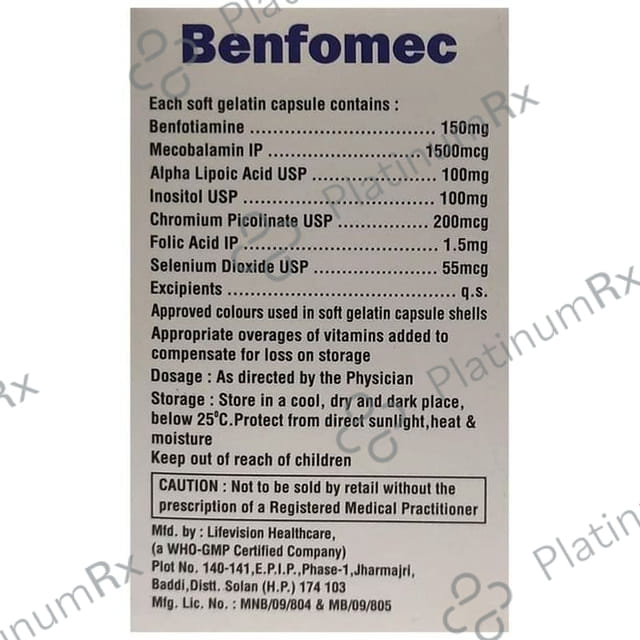 Benfomec
Each soft gelatin capsule contains :
Benfotiamine ................................. 150mg
Mecobalamin IP ........................... 1500mcg
Alpha Lipoic Acid USP ...................... 100mg
Inositol USP ................................... 100mg
Chromium Picolinate USP ................ 200mcg
Folic Acid IP ................................... 1.5mg
Selenium Dioxide USP ...................... 55mcg
Excipients ......................................... q.s.
Approved colours used in soft gelatin capsule shells
Appropriate overages of vitamins added to
compensate for loss on storage
Dosage : As directed by the Physician
Storage : Store in a cool, dry and dark place,
below 25⁰C.Protect from direct sunlight,heat &
moisture
Keep out of reach of children
CAUTION : Not to be sold by retail without the
prescription of a Registered Medical Practitioner
Mfd. by : Lifevision Healthcare,
(a WHO-GMP Certified Company)
Plot No. 140-141,E.P.I.P.,Phase-1,Jharmajri,
Baddi,Distt. Solan (H.P.) 174 103
Mfg. Lic. No. : MNB/09/804 & MB/09/805
PlatinumRx
PlatinumRx
Rx
PlatinumRx
inumRx